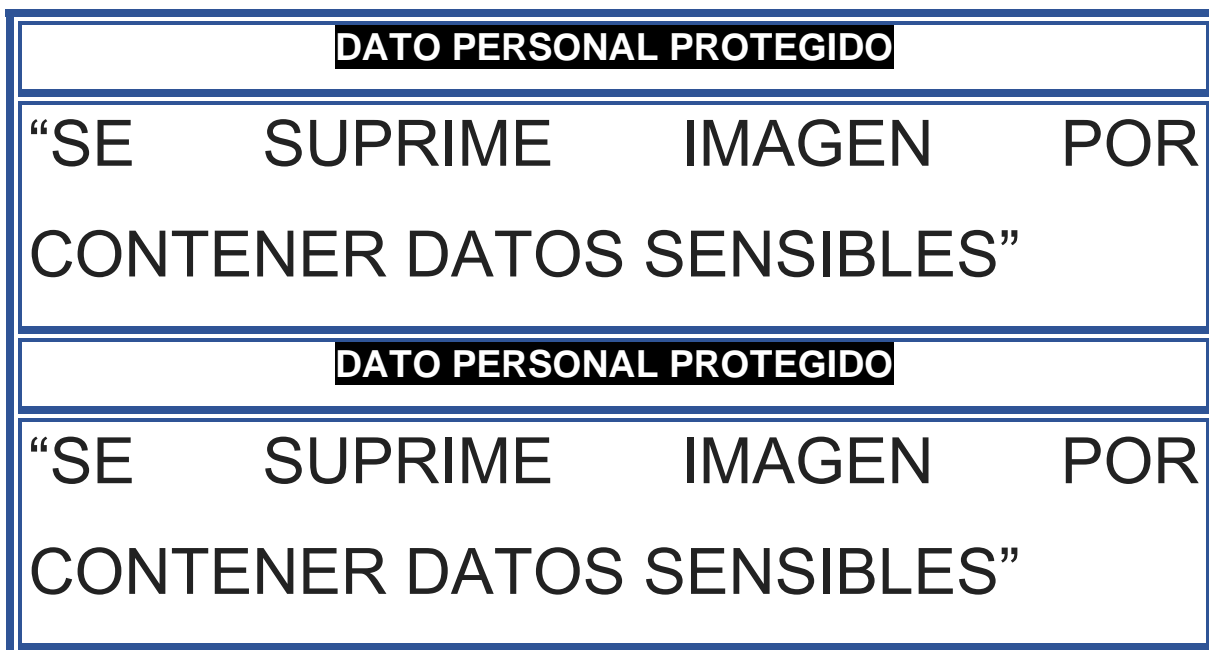 DATO PERSONAL PROTEGIDO
“SE SUPRIME IMAGEN POR
CONTENER DATOS SENSIBLES”
DATO PERSONAL PROTEGIDO
“SE SUPRIME IMAGEN POR
CONTENER DATOS SENSIBLES”